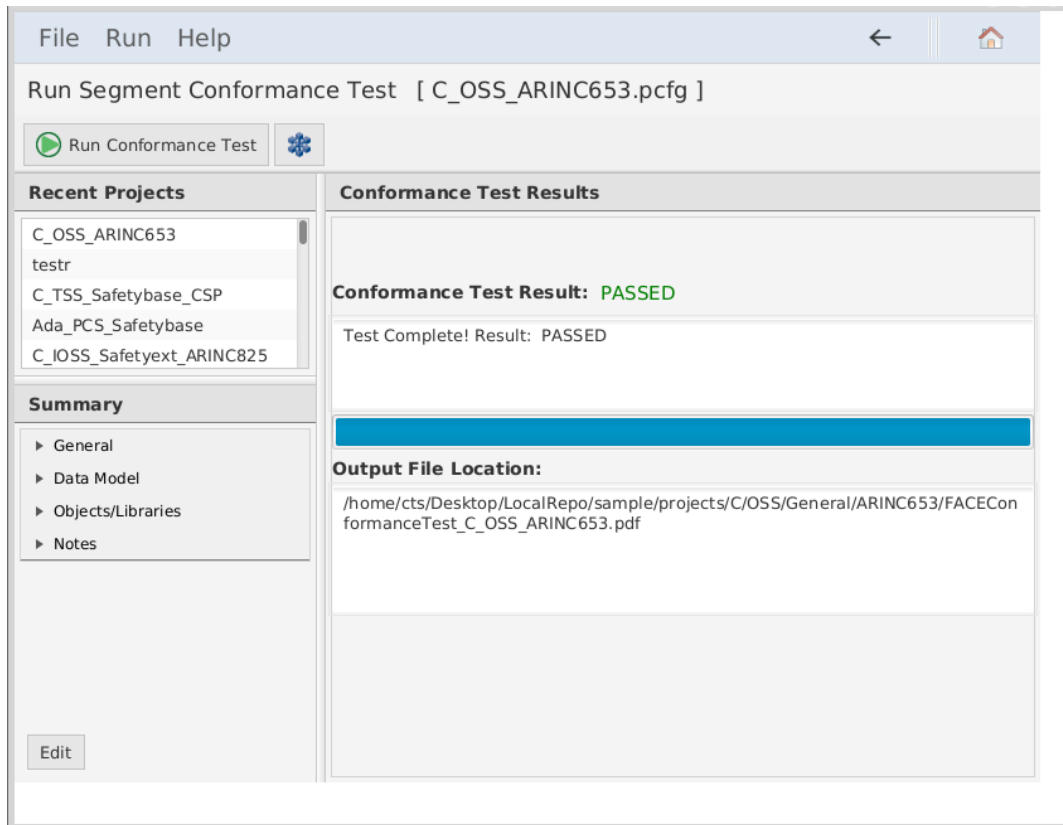 File Run Help
Run Segment Conformance Test [ C_OSS_ARINC653.pcfg ]
Run Conformance Test
Recent Projects
C_OSS_ARINC653
testr
C_TSS_Safetybase_CSP
Ada_PCS_Safetybase
C_IOSS_Safetyext_ARINC825
Summary
General
Data Model
Objects/Libraries
Notes
Edit
Conformance Test Results
Conformance Test Result: PASSED
Test Complete! Result: PASSED
Output File Location:
/home/cts/Desktop/LocalRepo/sample/projects/C/OSS/General/ARINC653/FACECon
formanceTest_C_OSS_ARINC653.pdf